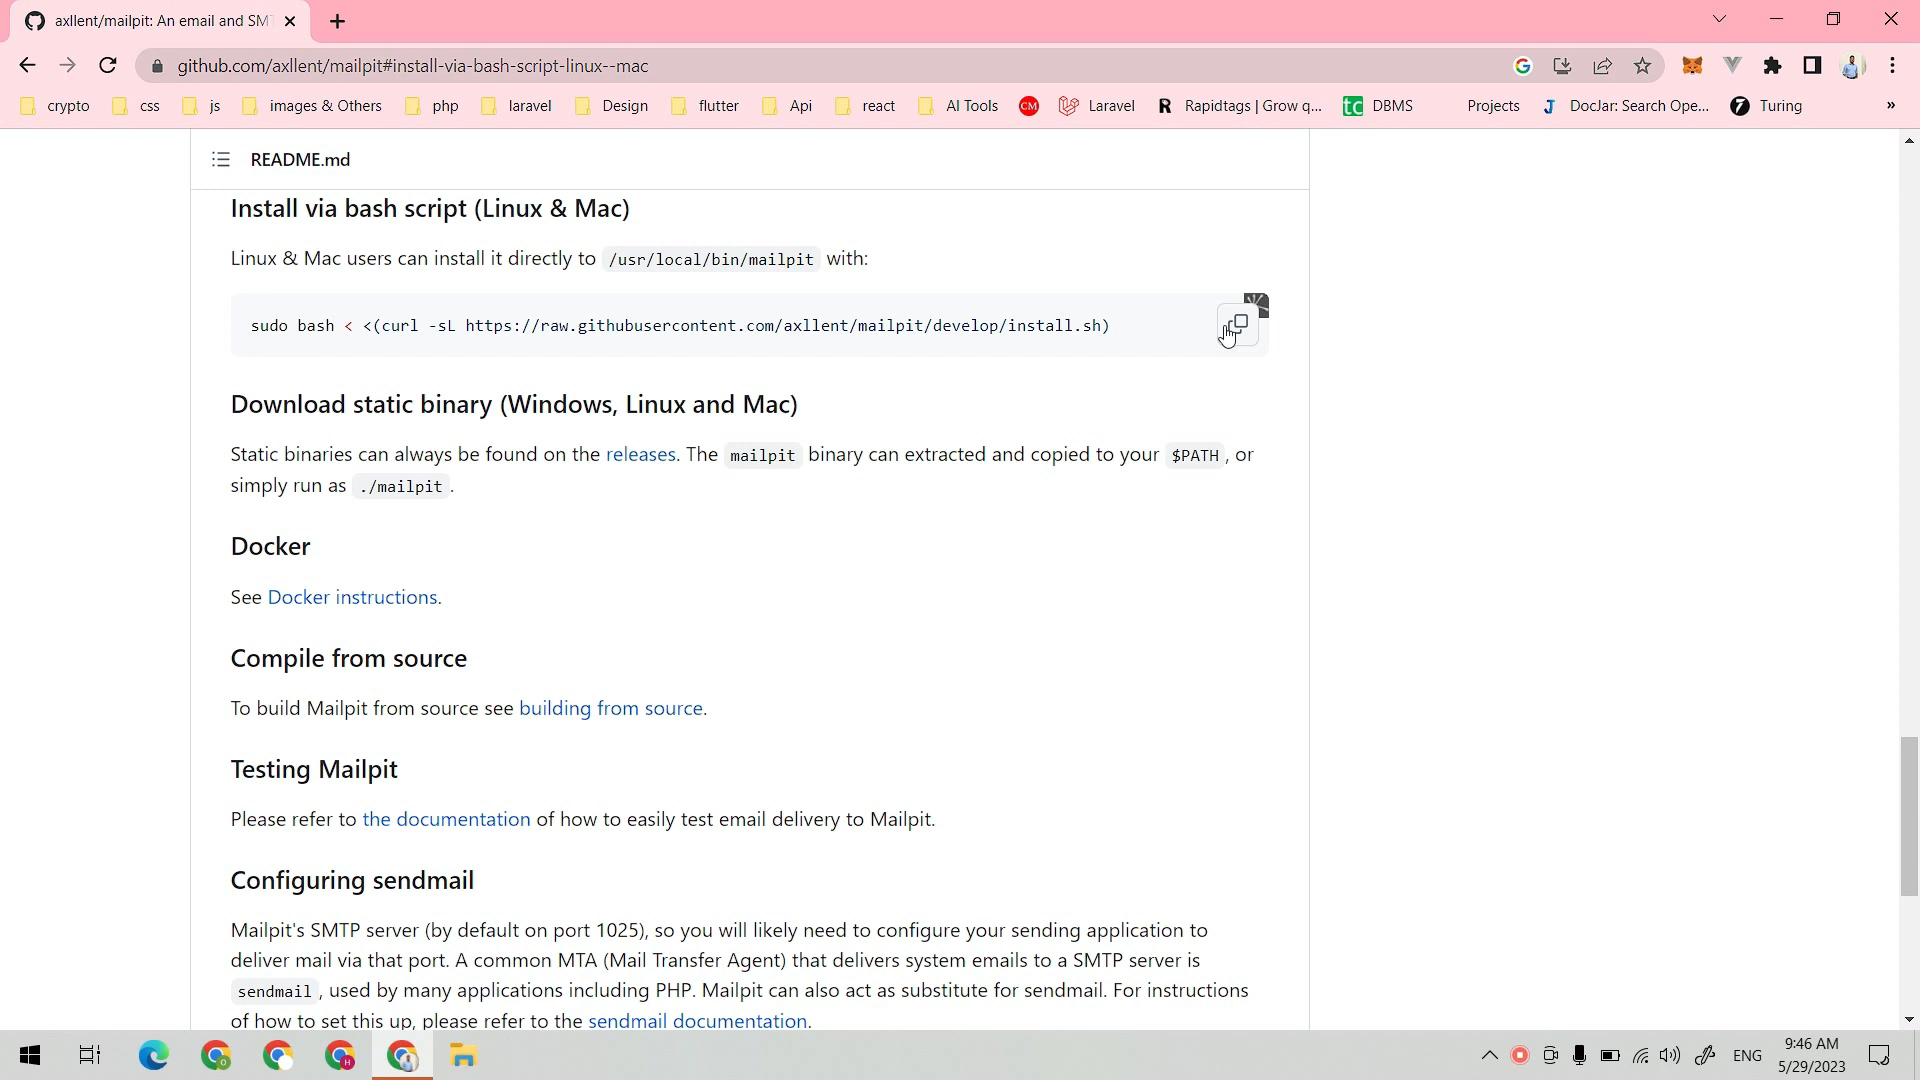 axllent/mailpit: An email and SMT
github.com/axllent/mailpit#install-via-bash-script-linux--mac
crypto css js images & Others php laravel Design flutter Api react AI Tools CM Laravel R Rapidtags | Grow q... tc DBMS Projects J DocJar: Search Ope... Turing »
README.md
Install via bash script (Linux & Mac)
Linux & Mac users can install it directly to /usr/local/bin/mailpit with:
sudo bash < <(curl -sL https://raw.githubusercontent.com/axllent/mailpit/develop/install.sh)
Download static binary (Windows, Linux and Mac)
Static binaries can always be found on the releases. The mailpit binary can extracted and copied to your $PATH , or
simply run as ./mailpit .
Docker
See Docker instructions.
Compile from source
To build Mailpit from source see building from source.
Testing Mailpit
Please refer to the documentation of how to easily test email delivery to Mailpit.
Configuring sendmail
Mailpit's SMTP server (by default on port 1025), so you will likely need to configure your sending application to
deliver mail via that port. A common MTA (Mail Transfer Agent) that delivers system emails to a SMTP server is
sendmail , used by many applications including PHP. Mailpit can also act as substitute for sendmail. For instructions
of how to set this up, please refer to the sendmail documentation.
ENG
9:46 AM
5/29/2023